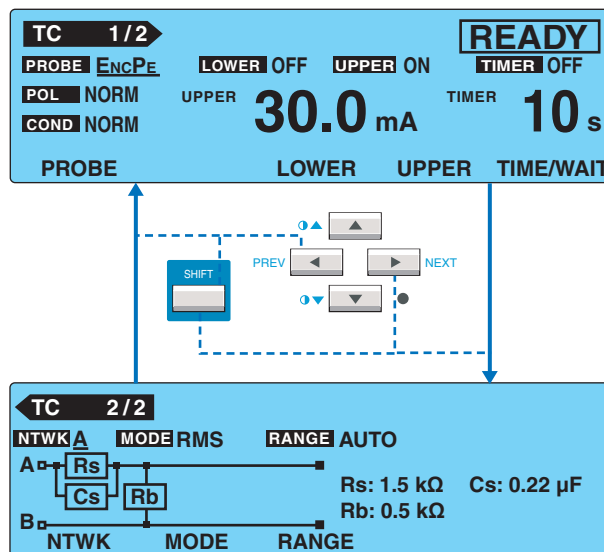 TC 1/2 READY
PROBE ENCPE LOWER OFF UPPER ON TIMER OFF
POL NORM UPPER 30.0 mA TIMER 10 s
COND NORM
PROBE LOWER UPPER TIME/WAIT
SHIFT PREV NEXT
TC 2/2
NTWK A MODE RMS RANGE AUTO
A Rs
Cs Rb
Rs: 1.5 kΩ Cs: 0.22 μF
Rb: 0.5 kΩ
B
NTWK MODE RANGE